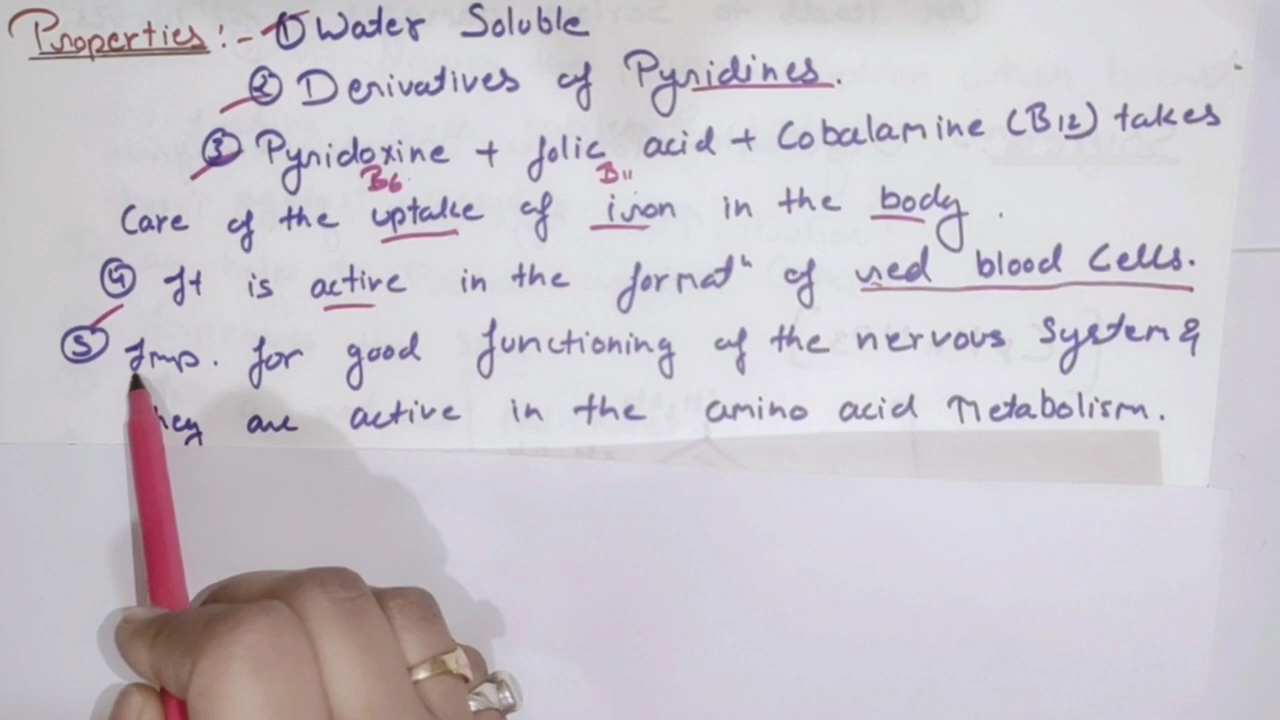 Properties :- ① Water Soluble
② Derivatives of Pyridines.
③ Pyridoxine + folic acid + Cobalamine (B12) takes
B6 B11
Care of the uptake of iron in the body.
④ It is active in the formatⁿ of red blood Cells.
⑤ Imp. for good functioning of the nervous System &
they are active in the amino acid Metabolism.